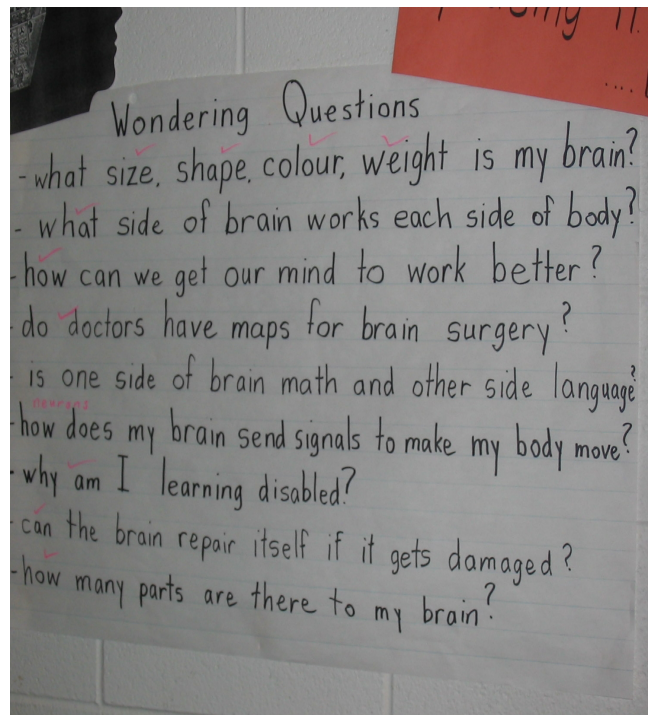 Wondering Questions
- what size, shape, colour, weight is my brain?
- what side of brain works each side of body?
- how can we get our mind to work better?
- do doctors have maps for brain surgery?
- is one side of brain math and other side language?
neurons
- how does my brain send signals to make my body move?
- why am I learning disabled?
- can the brain repair itself if it gets damaged?
- how many parts are there to my brain?